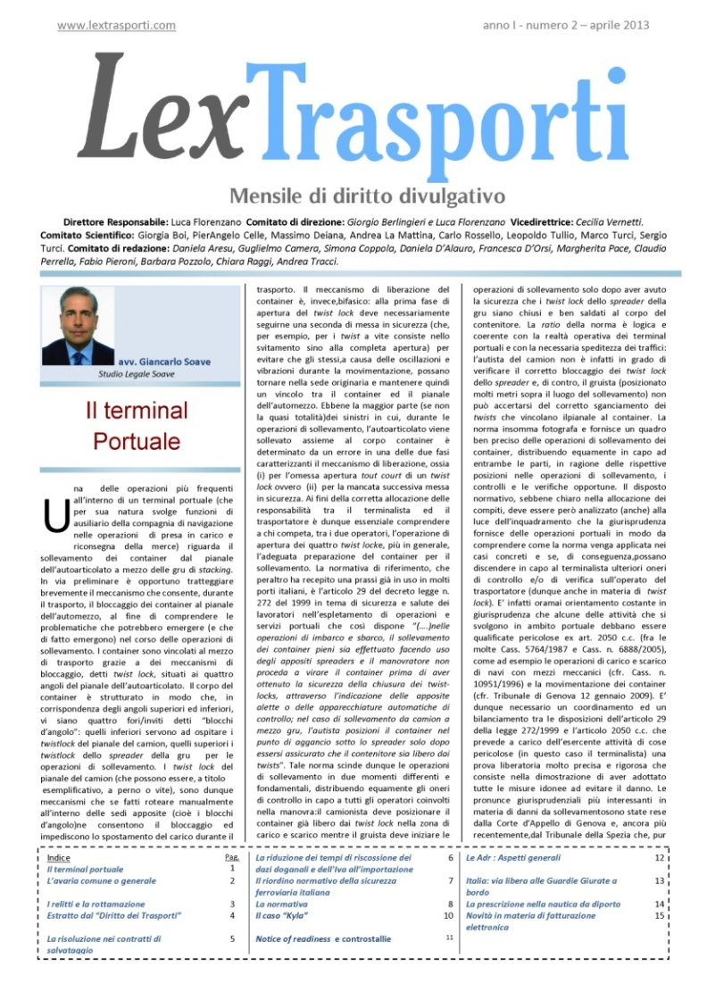 www.lextrasporti.com
anno I - numero 2 – aprile 2013
LexTrasporti
Mensile di diritto divulgativo
Direttore Responsabile: Luca Florenzano Comitato di direzione: Giorgio Berlingieri e Luca Florenzano Vicedirettrice: Cecilia Vernetti.
Comitato Scientifico: Giorgia Boi, PierAngelo Celle, Massimo Deiana, Andrea La Mattina, Carlo Rossello, Leopoldo Tullio, Marco Turci, Sergio
Turci. Comitato di redazione: Daniela Aresu, Guglielmo Camera, Simona Coppola, Daniela D'Alauro, Francesca D'Orsi, Margherita Pace, Claudio
Perrella, Fabio Pieroni, Barbara Pozzolo, Chiara Raggi, Andrea Tracci.
avv. Giancarlo Soave
Studio Legale Soave
Il terminal
Portuale
Una delle operazioni più frequenti
all'interno di un terminal portuale (che
per sua natura svolge funzioni di
ausiliario della compagnia di navigazione
nelle operazioni di presa in carico e
riconsegna della merce) riguarda il
sollevamento dei container dal pianale
dell'autoarticolato a mezzo delle gru di stacking.
In via preliminare è opportuno tratteggiare
brevemente il meccanismo che consente, durante
il trasporto, il bloccaggio dei container al pianale
dell'automezzo, al fine di comprendere le
problematiche che potrebbero emergere (e che
di fatto emergono) nel corso delle operazioni di
sollevamento. I container sono vincolati al mezzo
di trasporto grazie a dei meccanismi di
bloccaggio, detti twist lock, situati ai quattro
angoli del pianale dell'autoarticolato. Il corpo del
container è strutturato in modo che, in
corrispondenza degli angoli superiori ed inferiori,
vi siano quattro fori/inviti detti “blocchi
d'angolo”: quelli inferiori servono ad ospitare i
twistlock del pianale del camion, quelli superiori i
twistlock dello spreader della gru per le
operazioni di sollevamento. I twist lock del
pianale del camion (che possono essere, a titolo
esemplificativo, a perno o vite), sono dunque
meccanismi che se fatti roteare manualmente
all'interno delle sedi apposite (cioè i blocchi
d'angolo)ne consentono il bloccaggio ed
impediscono lo spostamento del carico durante il
trasporto. Il meccanismo di liberazione del
container è, invece,bifasico: alla prima fase di
apertura del twist lock deve necessariamente
seguirne una seconda di messa in sicurezza (che,
per esempio, per i twist a vite consiste nello
svitamento sino alla completa apertura) per
evitare che gli stessi,a causa delle oscillazioni e
vibrazioni durante la movimentazione, possano
tornare nella sede originaria e mantenere quindi
un vincolo tra il container ed il pianale
dell'automezzo. Ebbene la maggior parte (se non
la quasi totalità)dei sinistri in cui, durante le
operazioni di sollevamento, l'autoarticolato viene
sollevato assieme al corpo container è
determinato da un errore in una delle due fasi
caratterizzanti il meccanismo di liberazione, ossia
(i) per l'omessa apertura tout court di un twist
lock ovvero (ii) per la mancata successiva messa
in sicurezza. Ai fini della corretta allocazione delle
responsabilità tra il terminalista ed il
trasportatore è dunque essenziale comprendere
a chi competa, tra i due operatori, l'operazione di
apertura dei quattro twist locke, più in generale,
l'adeguata preparazione del container per il
sollevamento. La normativa di riferimento, che
peraltro ha recepito una prassi già in uso in molti
porti italiani, è l'articolo 29 del decreto legge n.
272 del 1999 in tema di sicurezza e salute dei
lavoratori nell'espletamento di operazioni e
servizi portuali che così dispone “(....)nelle
operazioni di imbarco e sbarco, il sollevamento
dei container pieni sia effettuato facendo uso
degli appositi spreaders e il manovratore non
proceda a virare il container prima di aver
ottenuto la sicurezza della chiusura dei twist-
locks, attraverso l'indicazione delle apposite
alette o delle apparecchiature automatiche di
controllo; nel caso di sollevamento da camion a
mezzo gru, l'autista posizioni il container nel
punto di aggancio sotto lo spreader solo dopo
essersi assicurato che il contenitore sia libero dai
twists”. Tale norma scinde dunque le operazioni
di sollevamento in due momenti differenti e
fondamentali, distribuendo equamente gli oneri
di controllo in capo a tutti gli operatori coinvolti
nella manovra:il camionista deve posizionare il
container già libero dai twist lock nella zona di
carico e scarico mentre il gruista deve iniziare le
operazioni di sollevamento solo dopo aver avuto
la sicurezza che i twist lock dello spreader della
gru siano chiusi e ben saldati al corpo del
contenitore. La ratio della norma è logica e
coerente con la realtà operativa dei terminal
portuali e con la necessaria speditezza dei traffici:
l'autista del camion non è infatti in grado di
verificare il corretto bloccaggio dei twist lock
dello spreader e, di contro, il gruista (posizionato
molti metri sopra il luogo del sollevamento) non
può accertarsi del corretto sganciamento dei
twists che vincolano ilpianale al container. La
norma insomma fotografa e fornisce un quadro
ben preciso delle operazioni di sollevamento dei
container, distribuendo equamente in capo ad
entrambe le parti, in ragione delle rispettive
posizioni nelle operazioni di sollevamento, i
controlli e le verifiche opportune. Il disposto
normativo, sebbene chiaro nella allocazione dei
compiti, deve essere però analizzato (anche) alla
luce dell'inquadramento che la giurisprudenza
fornisce delle operazioni portuali in modo da
comprendere come la norma venga applicata nei
casi concreti e se, di conseguenza,possano
discendere in capo al terminalista ulteriori oneri
di controllo e/o di verifica sull'operato del
trasportatore (dunque anche in materia di twist
lock). E' infatti oramai orientamento costante in
giurisprudenza che alcune delle attività che si
svolgono in ambito portuale debbano essere
qualificate pericolose ex art. 2050 c.c. (fra le
molte Cass. 5764/1987 e Cass. n. 6888/2005),
come ad esempio le operazioni di carico e scarico
di navi con mezzi meccanici (cfr. Cass. n.
10951/1996) e la movimentazione dei container
(cfr. Tribunale di Genova 12 gennaio 2009). E'
dunque necessario un coordinamento ed un
bilanciamento tra le disposizioni dell'articolo 29
della legge 272/1999 e l'articolo 2050 c.c. che
prevede a carico dell'esercente attività di cose
pericolose (in questo caso il terminalista) una
prova liberatoria molto precisa e rigorosa che
consiste nella dimostrazione di aver adottato
tutte le misure idonee ad evitare il danno. Le
pronunce giurisprudenziali più interessanti in
materia di danni da sollevamentosono state rese
dalla Corte d'Appello di Genova e, ancora più
recentemente,dal Tribunale della Spezia che, pur
Indice Pag.
Il terminal portuale 1
L'avaria comune o generale 2
I relitti e la rottamazione 3
Estratto dal “Diritto dei Trasporti” 4
La risoluzione nei contratti di 5
salvataggio
La riduzione dei tempi di riscossione dei 6
dazi doganali e dell'Iva all'importazione
Il riordino normativo della sicurezza 7
ferroviaria italiana
La normativa 8
Il caso “Kyla” 10
Notice of readiness e controstallie 11
Le Adr : Aspetti generali 12
Italia: via libera alle Guardie Giurate a 13
bordo
La prescrizione nella nautica da diporto 14
Novità in materia di fatturazione 15
elettronica